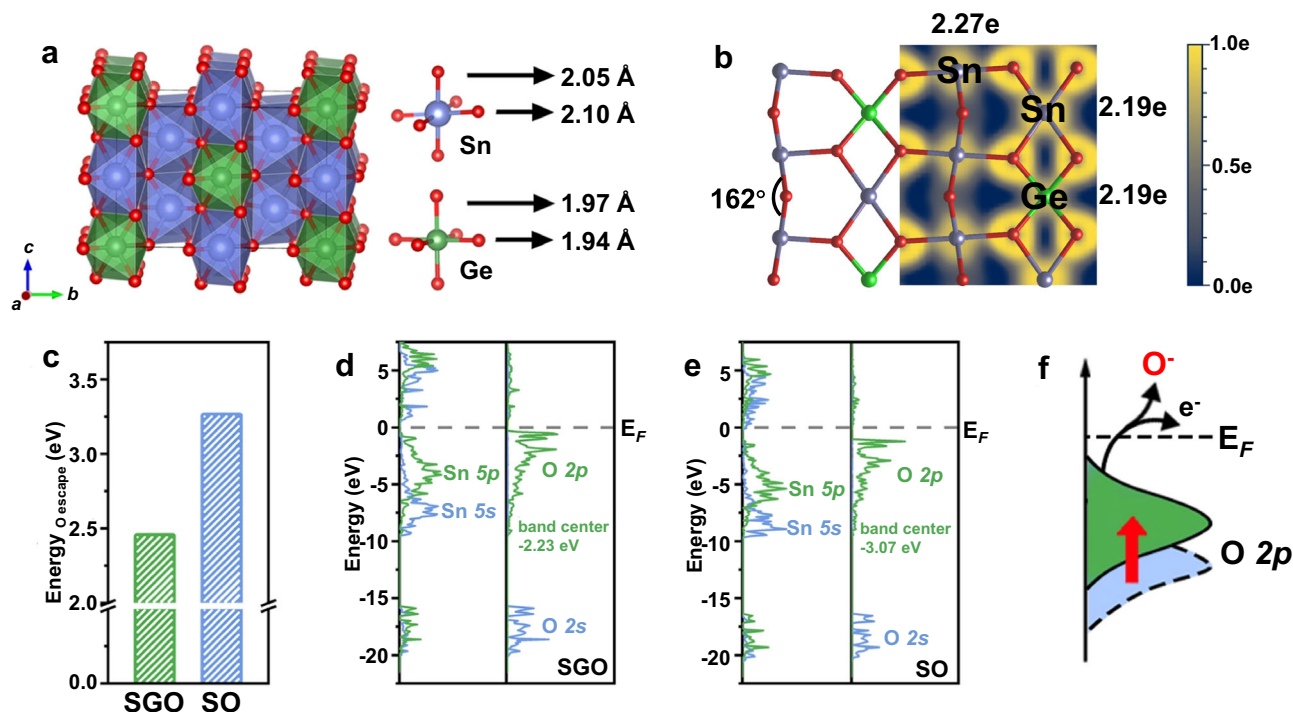 a
2.05 Å
2.10 Å
Sn
1.97 Å
1.94 Å
Ge
c
a
b
b
2.27e
Sn
Sn
2.19e
Ge
2.19e
162°
1.0e
0.5e
0.0e
c
Energy O escape (eV)
3.5
3.0
2.5
2.0
0.0
SGO
SO
d
Energy (eV)
5
0
-5
-10
-15
-20
E_F
Sn 5p
Sn 5s
O 2p
band center
-2.23 eV
O 2s
SGO
e
Energy (eV)
5
0
-5
-10
-15
-20
E_F
Sn 5p
Sn 5s
O 2p
band center
-3.07 eV
O 2s
SO
f
O⁻
e⁻
E_F
O 2p